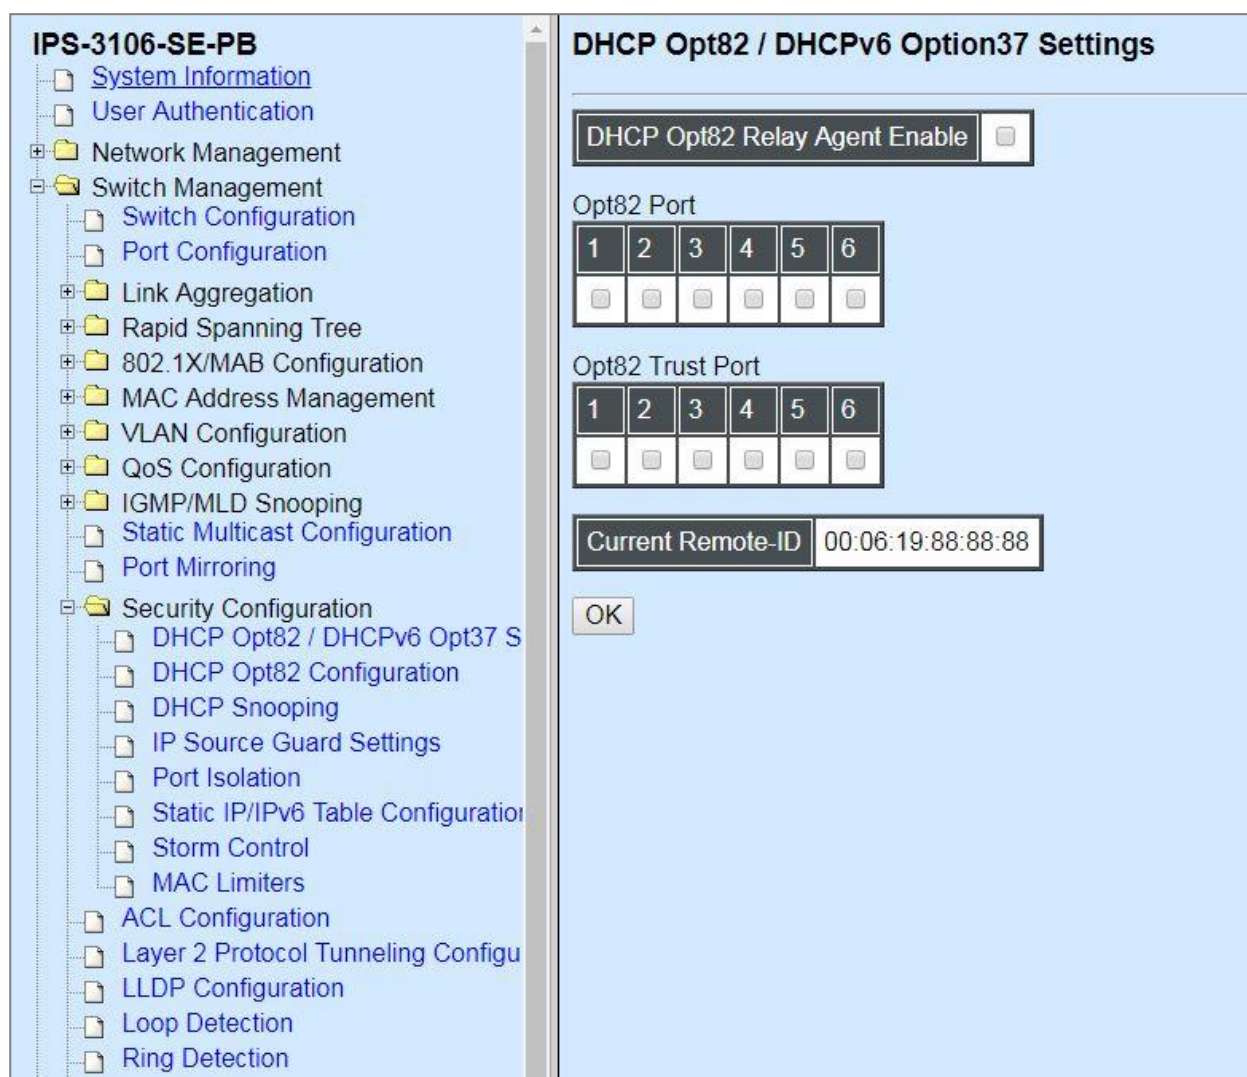 IPS-3106-SE-PB
System Information
User Authentication
Network Management
Switch Management
Switch Configuration
Port Configuration
Link Aggregation
Rapid Spanning Tree
802.1X/MAB Configuration
MAC Address Management
VLAN Configuration
QoS Configuration
IGMP/MLD Snooping
Static Multicast Configuration
Port Mirroring
Security Configuration
DHCP Opt82 / DHCPv6 Opt37 S
DHCP Opt82 Configuration
DHCP Snooping
IP Source Guard Settings
Port Isolation
Static IP/IPv6 Table Configuration
Storm Control
MAC Limiters
ACL Configuration
Layer 2 Protocol Tunneling Configu
LLDP Configuration
Loop Detection
Ring Detection
DHCP Opt82 / DHCPv6 Option37 Settings
DHCP Opt82 Relay Agent Enable
Opt82 Port
1 2 3 4 5 6
Opt82 Trust Port
1 2 3 4 5 6
Current Remote-ID 00:06:19:88:88:88
OK